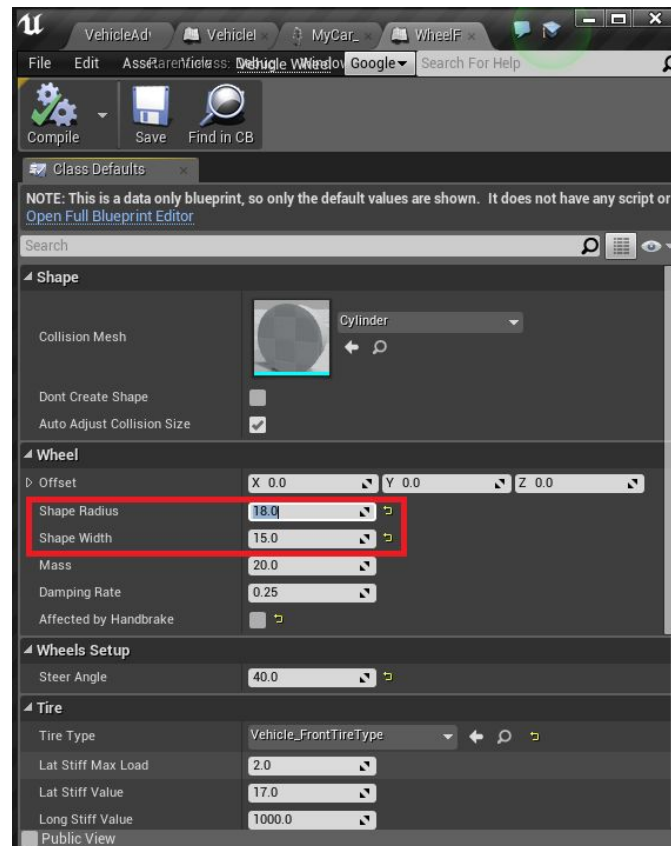 VehicleAd
Vehiclel
MyCar_
WheelF
File Edit Google Search For Help
Compile Save Find in CB
Class Defaults
NOTE: This is a data only blueprint, so only the default values are shown. It does not have any script or
Open Full Blueprint Editor
Search
Shape
Collision Mesh
Cylinder
Dont Create Shape
Auto Adjust Collision Size
Wheel
Offset X 0.0 Y 0.0 Z 0.0
Shape Radius 18.0
Shape Width 15.0
Mass 20.0
Damping Rate 0.25
Affected by Handbrake
Wheels Setup
Steer Angle 40.0
Tire
Tire Type Vehicle_FrontTireType
Lat Stiff Max Load 2.0
Lat Stiff Value 17.0
Long Stiff Value 1000.0
Public View